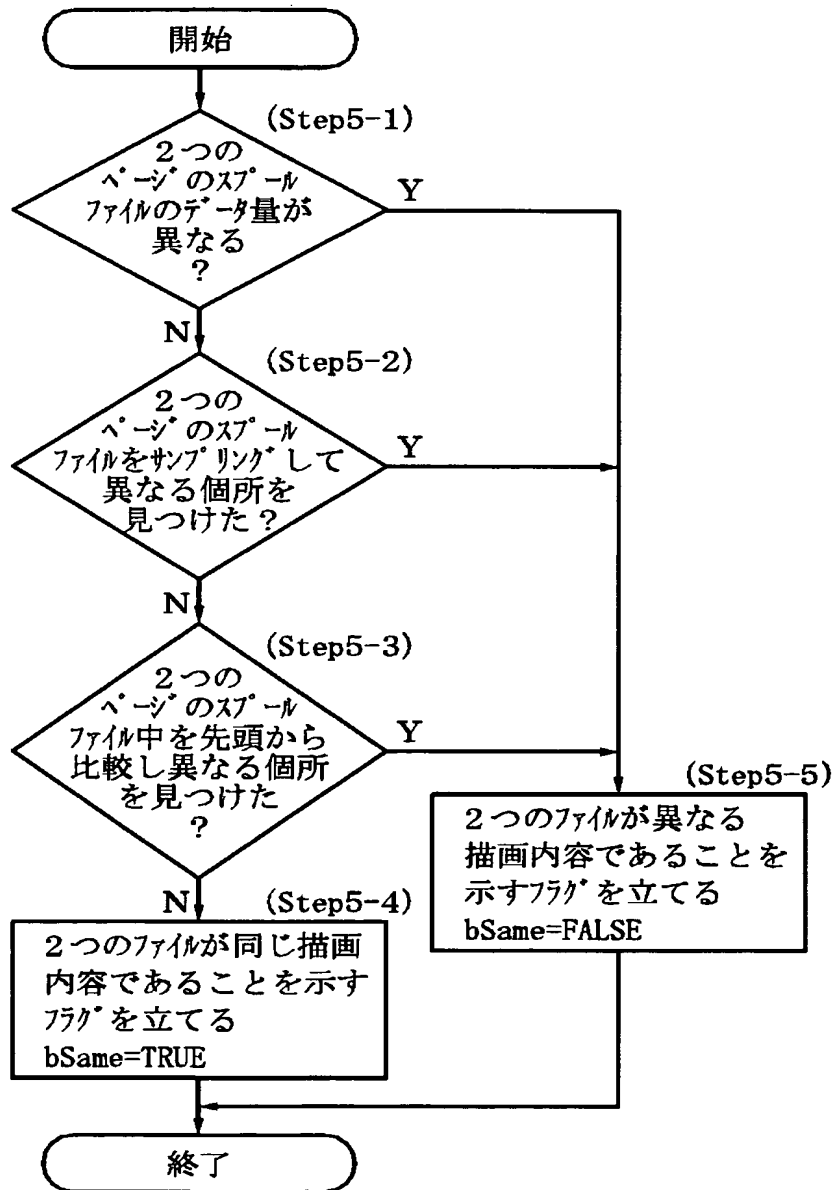 開始
(Step5-1)
2つの
ﾍﾟｰｼﾞのｽﾌﾟｰﾙ
ﾌｧｲﾙのﾃﾞｰﾀ量が
異なる
?
Y
N
(Step5-2)
2つの
ﾍﾟｰｼﾞのｽﾌﾟｰﾙ
ﾌｧｲﾙをｻﾝﾌﾟﾘﾝｸﾞして
異なる個所を
見つけた?
Y
N
(Step5-3)
2つの
ﾍﾟｰｼﾞのｽﾌﾟｰﾙ
ﾌｧｲﾙ中を先頭から
比較し異なる個所
を見つけた
?
Y
N
(Step5-4)
2つのﾌｧｲﾙが同じ描画
内容であることを示す
ﾌﾗｸﾞを立てる
bSame=TRUE
(Step5-5)
2つのﾌｧｲﾙが異なる
描画内容であることを
示すﾌﾗｸﾞを立てる
bSame=FALSE
終了